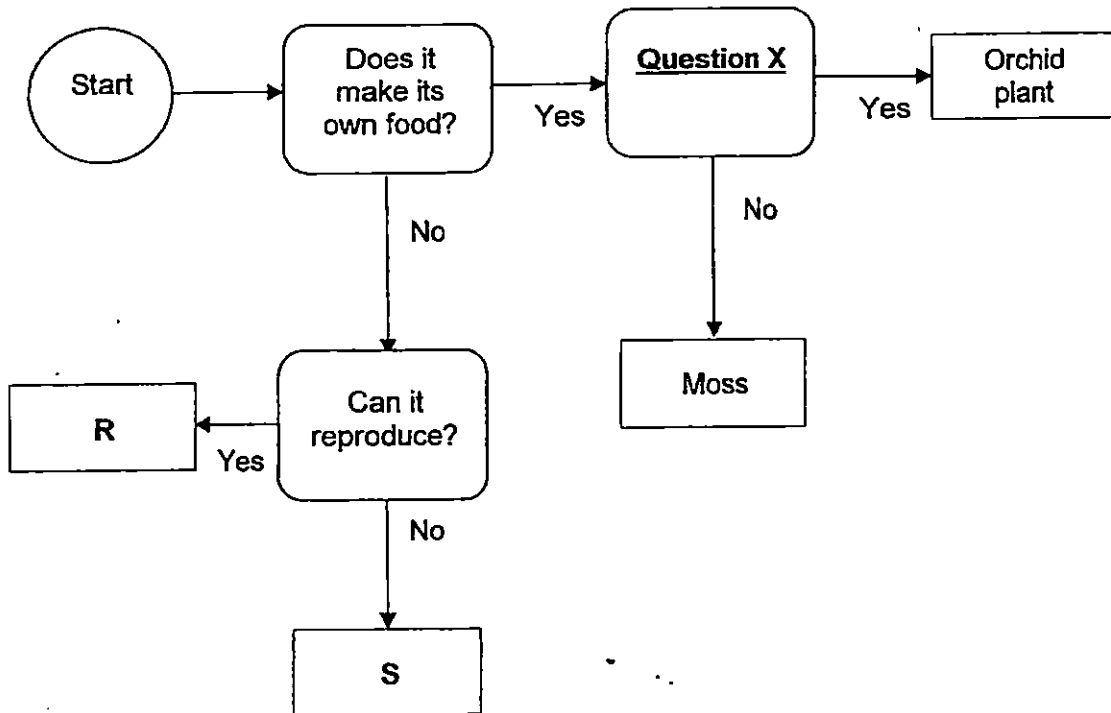 Start
Does it
make its
own food?
Yes
Question X
Yes
Orchid
plant
No
No
Moss
R
Yes
Can it
reproduce?
No
S